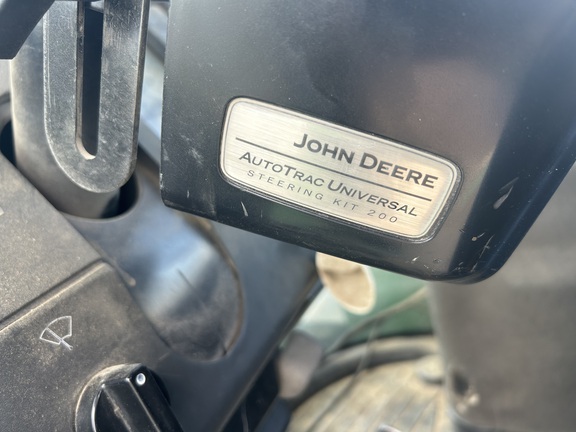 JOHN DEERE
AUTOTRAC UNIVERSAL
STEERING KIT 200